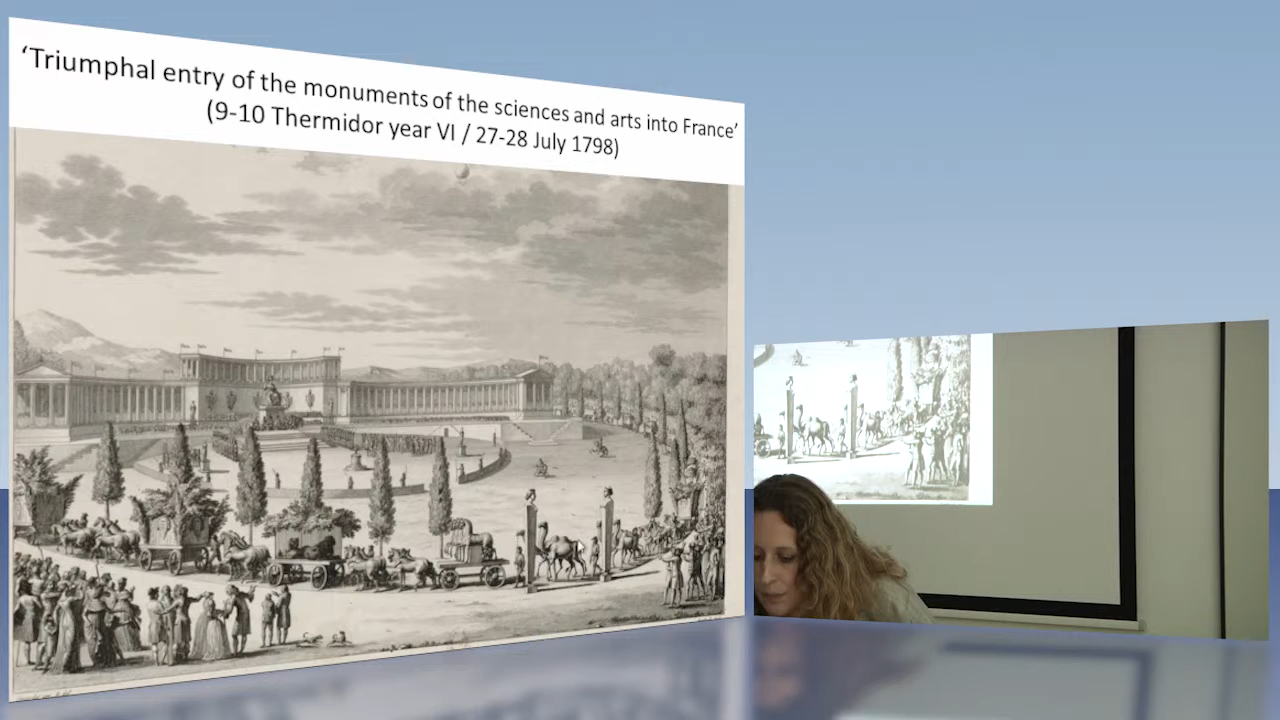 ‘Triumphal entry of the monuments of the sciences and arts into France’
(9-10 Thermidor year VI / 27-28 July 1798)